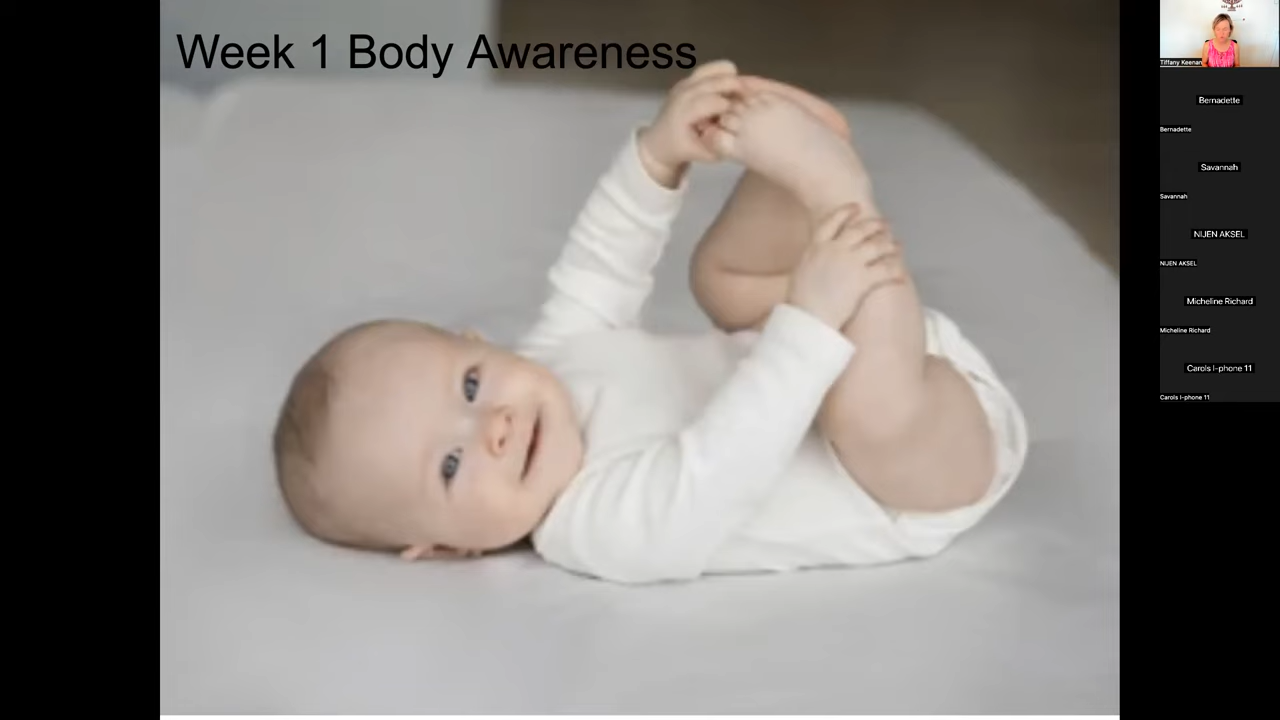 Week 1 Body Awareness
Tiffany Keenan
Bernadette
Bernadette
Savannah
Savannah
NIJEN AKSEL
NIJEN AKSEL
Micheline Richard
Micheline Richard
Carols I-phone 11
Carols I-phone 11